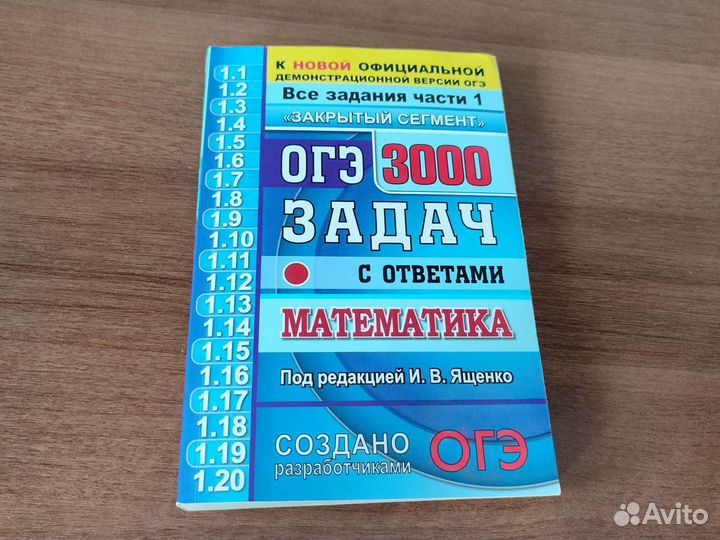 К НОВОЙ ОФИЦИАЛЬНОЙ
ДЕМОНСТРАЦИОННОЙ ВЕРСИИ ОГЭ
Все задания части 1
«ЗАКРЫТЫЙ СЕГМЕНТ»
ОГЭ 3000
ЗАДАЧ
С ОТВЕТАМИ
МАТЕМАТИКА
Под редакцией И. В. Ященко
СОЗДАНО
разработчиками
ОГЭ
1.1
1.2
1.3
1.4
1.5
1.6
1.7
1.8
1.9
1.10
1.11
1.12
1.13
1.14
1.15
1.16
1.17
1.18
1.19
1.20
Avito